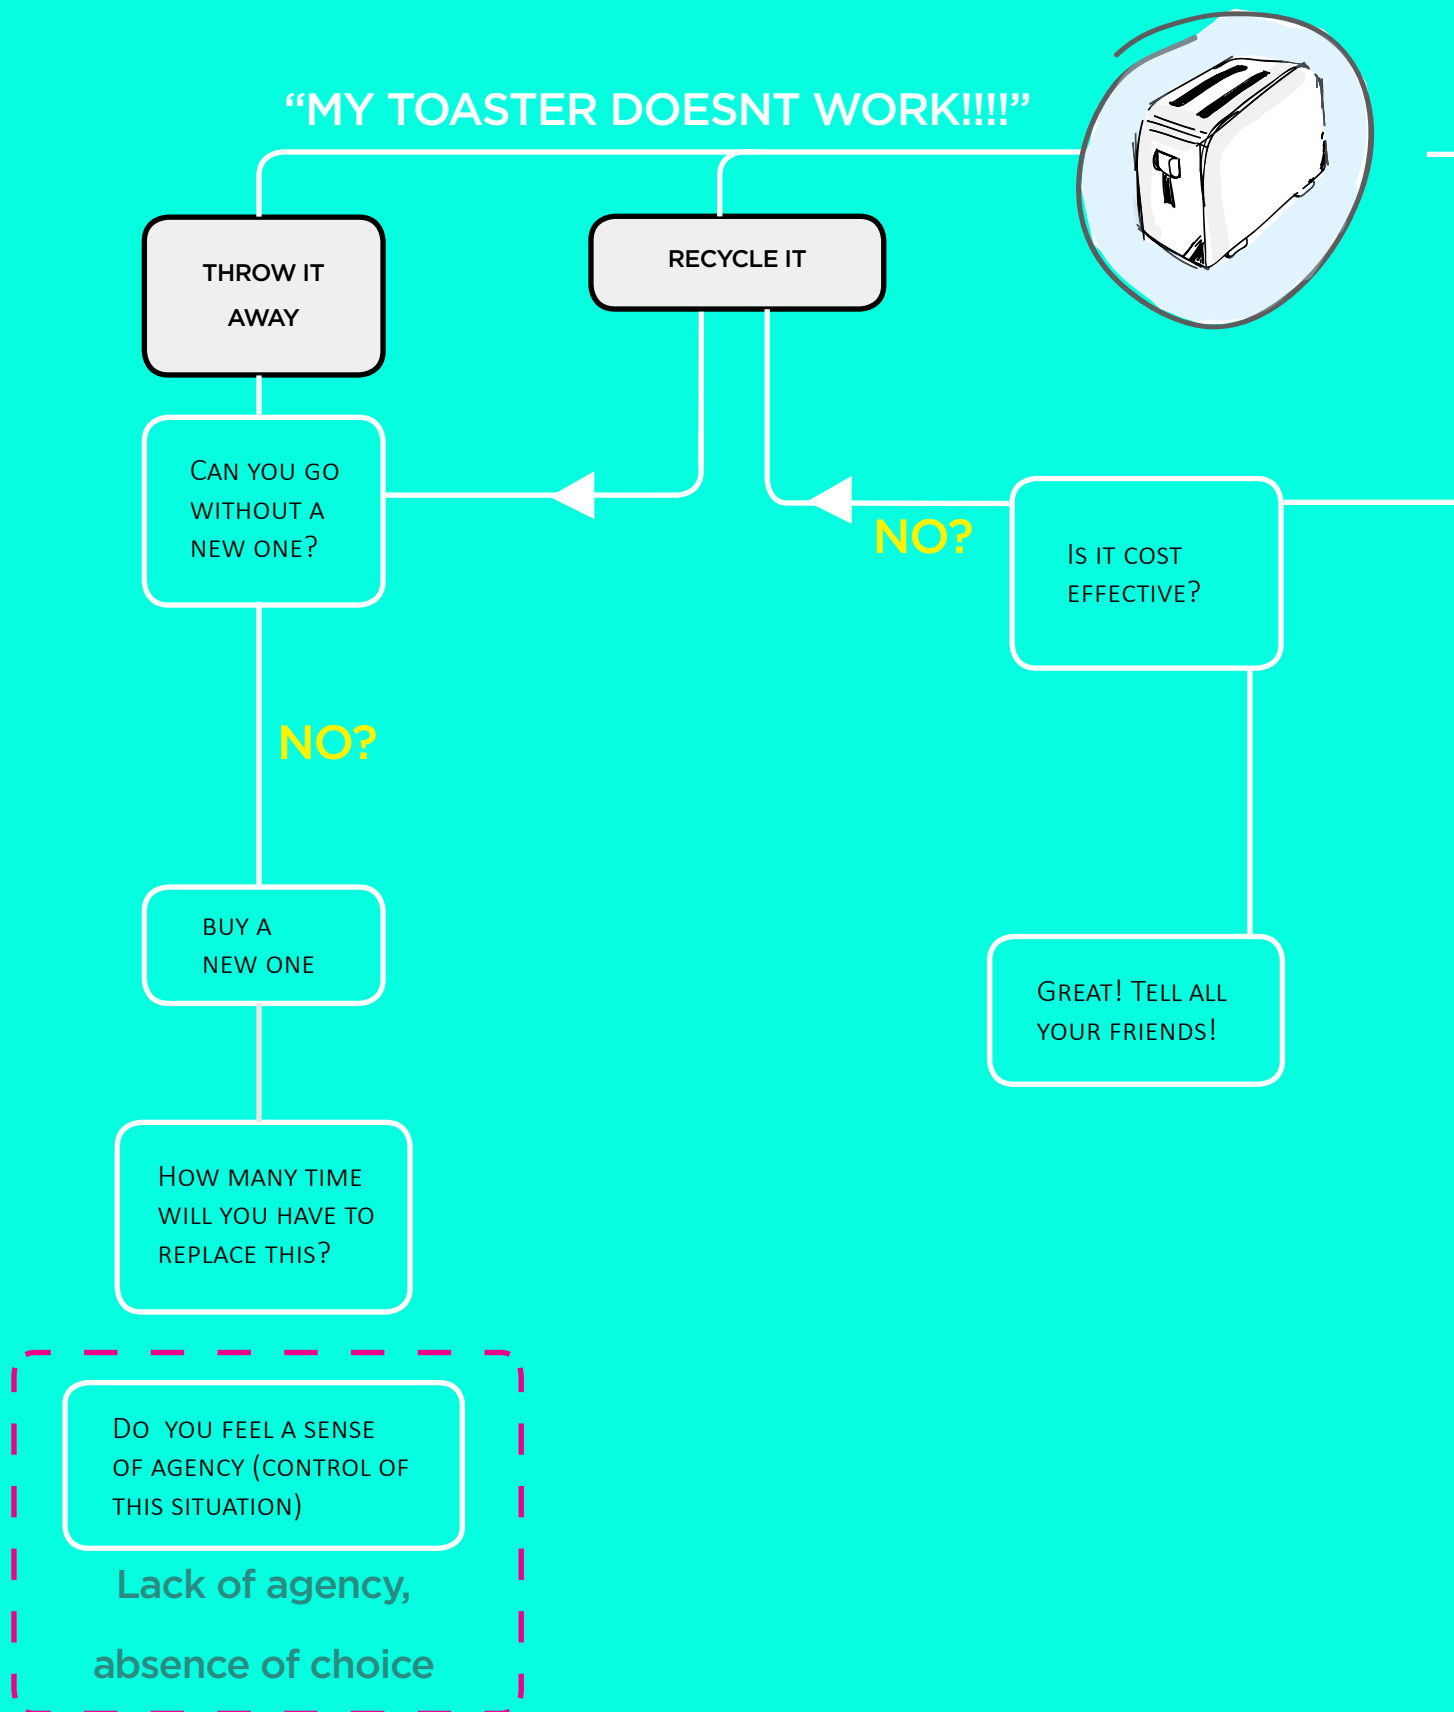 “MY TOASTER DOESNT WORK!!!!”
THROW IT
AWAY
RECYCLE IT
Can you go
without a
new one?
NO?
Is it cost
effective?
NO?
buy a
new one
Great! Tell all
your friends!
How many time
will you have to
replace this?
Do you feel a sense
of agency (control of
this situation)
Lack of agency,
absence of choice